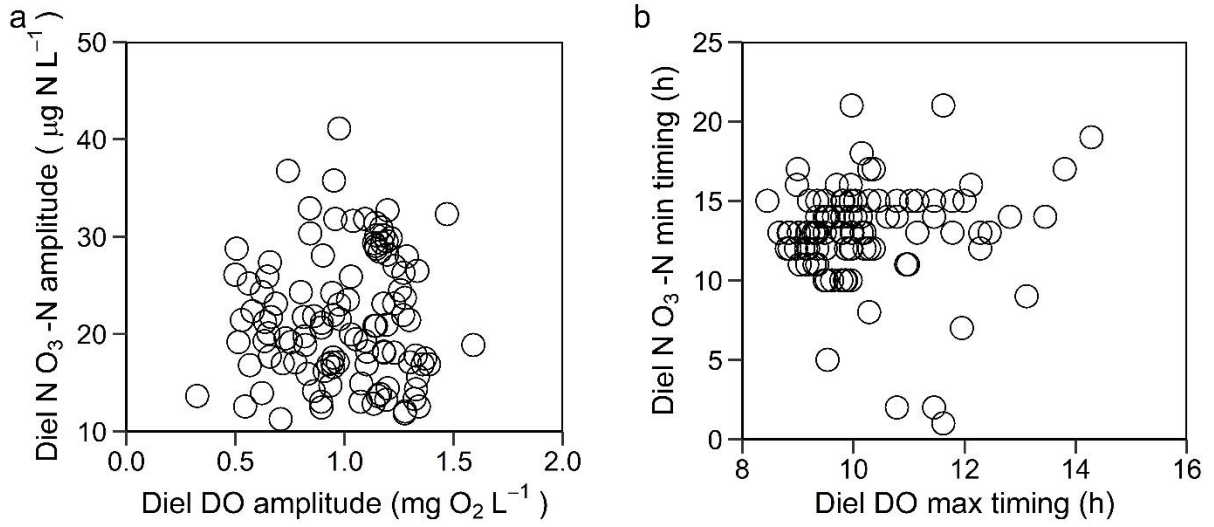 a
Diel N O₃ -N amplitude ( μg N L⁻¹)
50
40
30
20
10
0.0 0.5 1.0 1.5 2.0
Diel DO amplitude (mg O₂ L⁻¹ )
b
Diel N O₃ -N min timing (h)
25
20
15
10
5
0
8 10 12 14 16
Diel DO max timing (h)